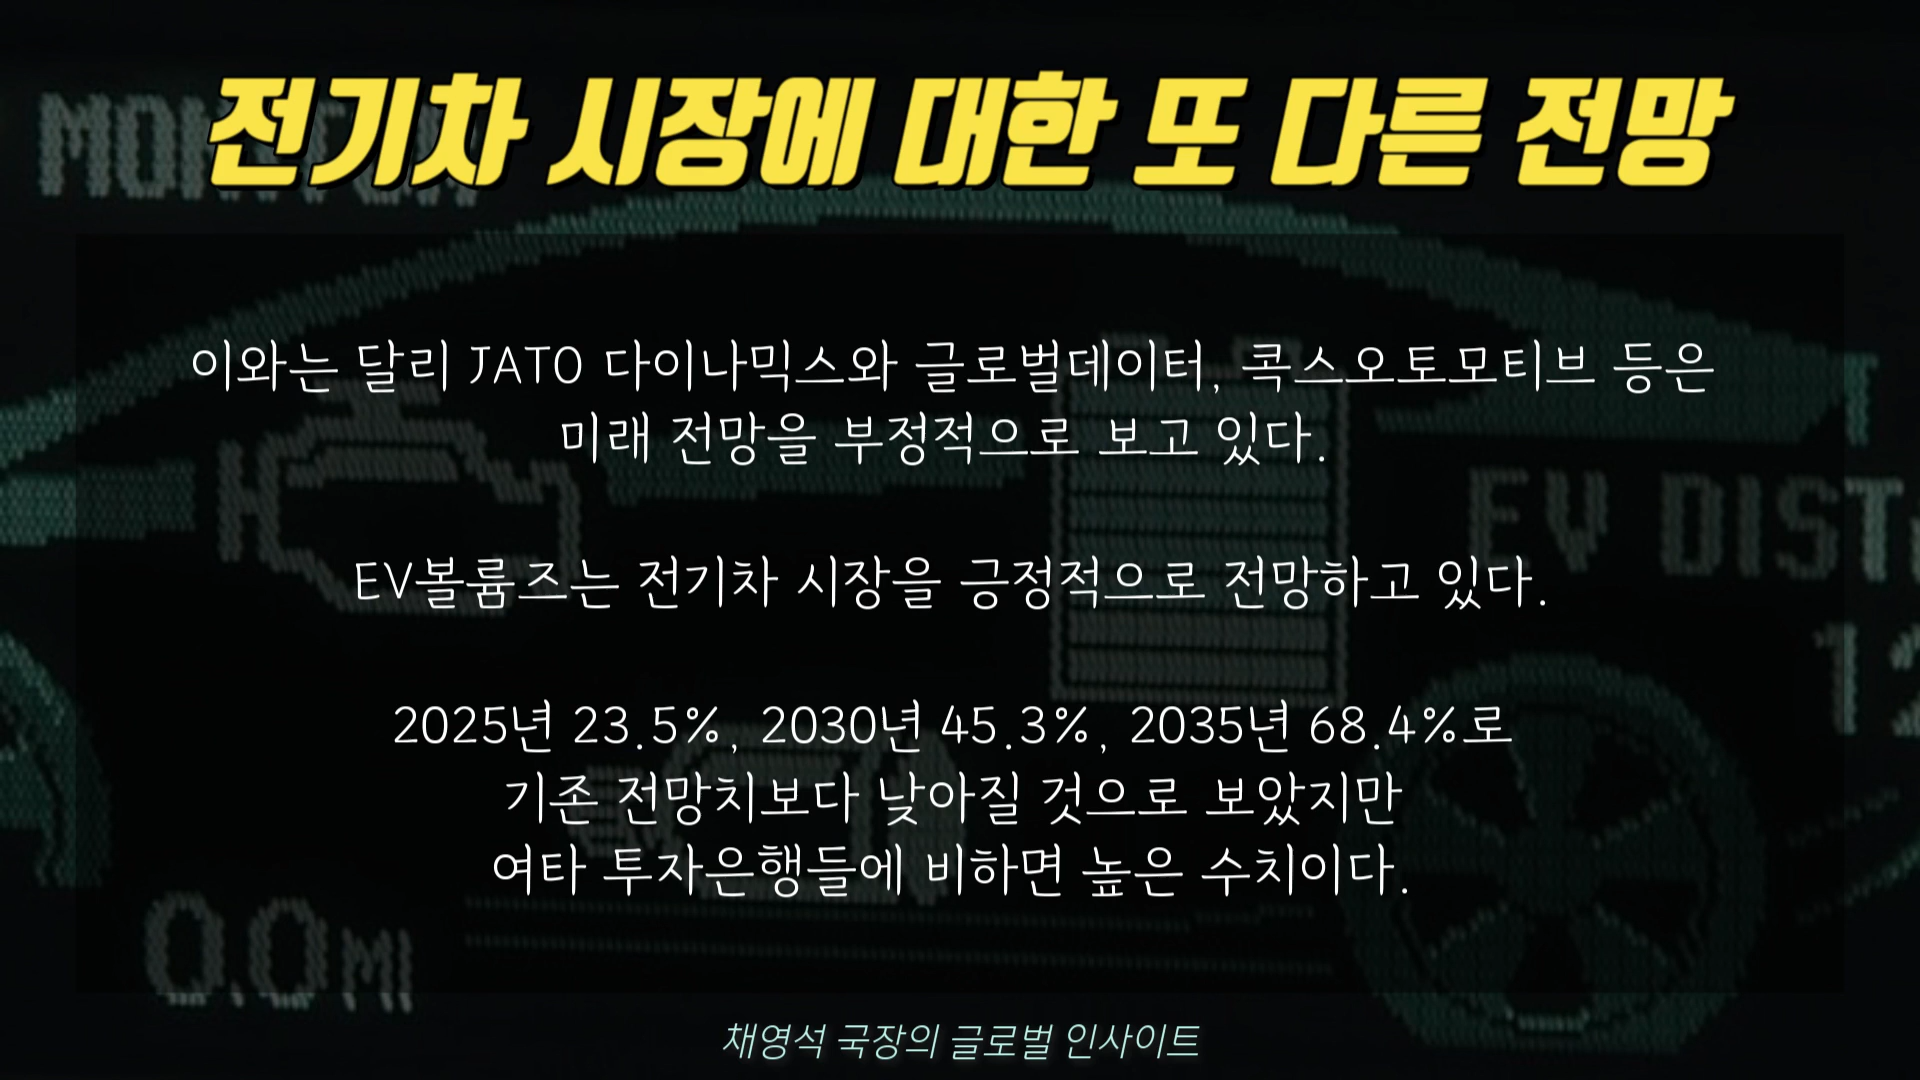 전기차 시장에 대한 또 다른 전망
이와는 달리 JATO 다이나믹스와 글로벌데이터, 콕스오토모티브 등은
미래 전망을 부정적으로 보고 있다.
EV볼륨즈는 전기차 시장을 긍정적으로 전망하고 있다.
EV DIST
2025년 23.5%, 2030년 45.3%, 2035년 68.4%로
기존 전망치보다 낮아질 것으로 보았지만
여타 투자은행들에 비하면 높은 수치이다.
0.0 MI
채영석 국장의 글로벌 인사이트